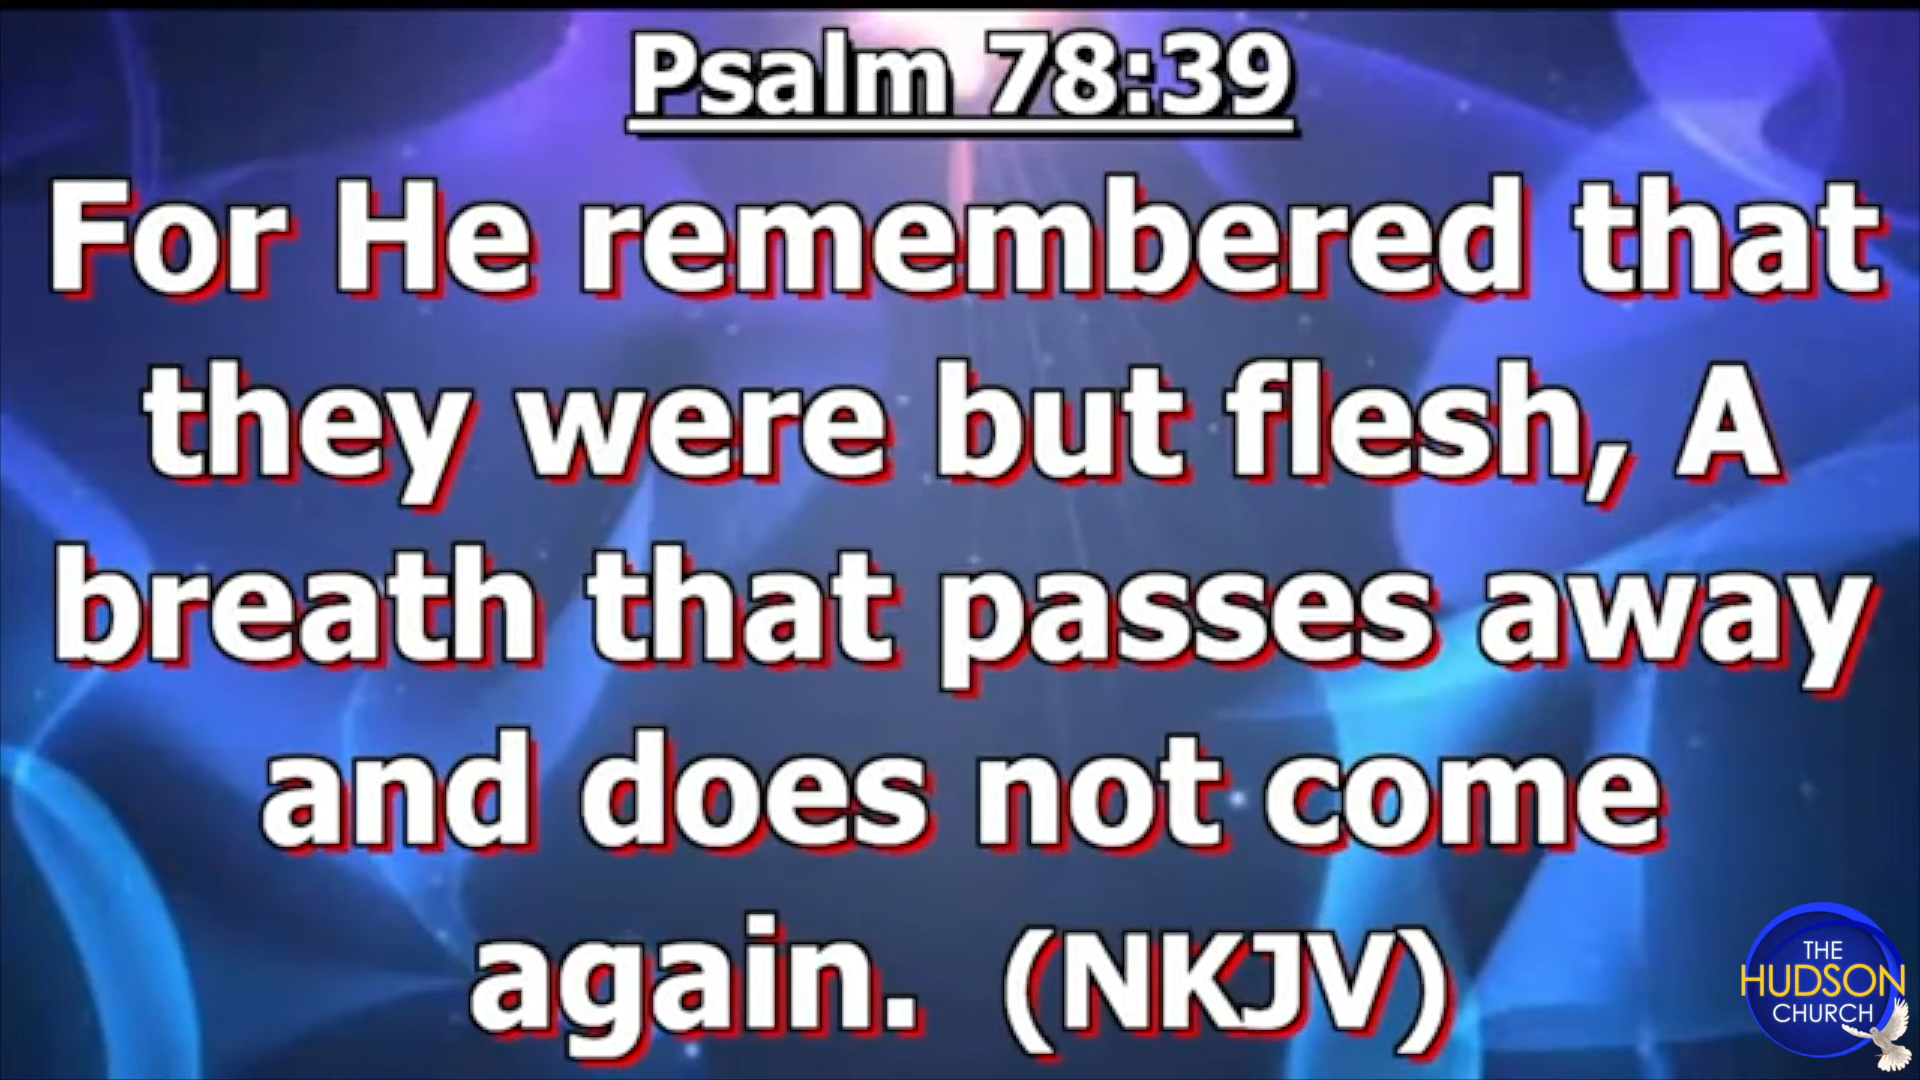 Psalm 78:39
For He remembered that
they were but flesh, A
breath that passes away
and does not come
again.  (NKJV)
THE
HUDSON
CHURCH